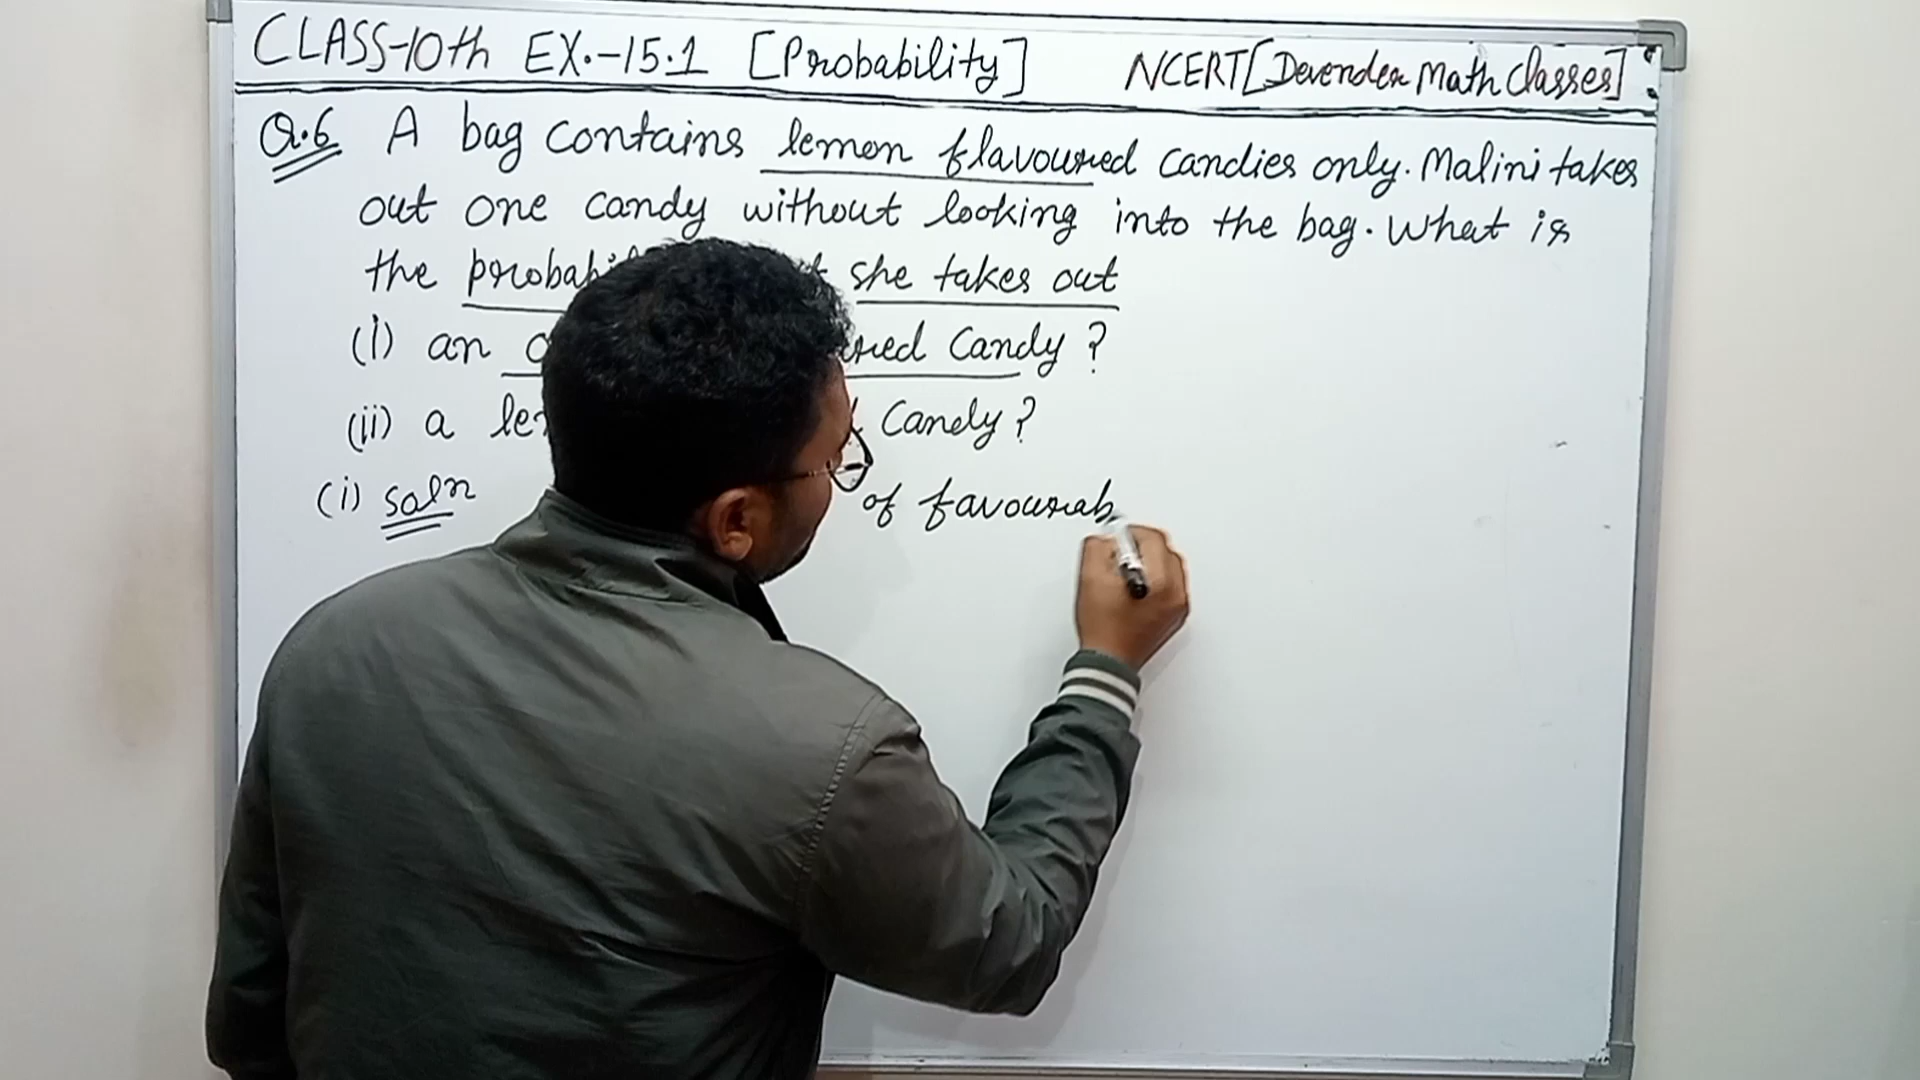 CLASS-10th EX.-15.1 [Probability] NCERT [Devender Math Classes]
Q.6 A bag contains lemon flavoured candies only. Malini takes
out one candy without looking into the bag. What is
the she takes out
(i) an Candy ?
(ii) a Candy ?
(i) soln of favourab